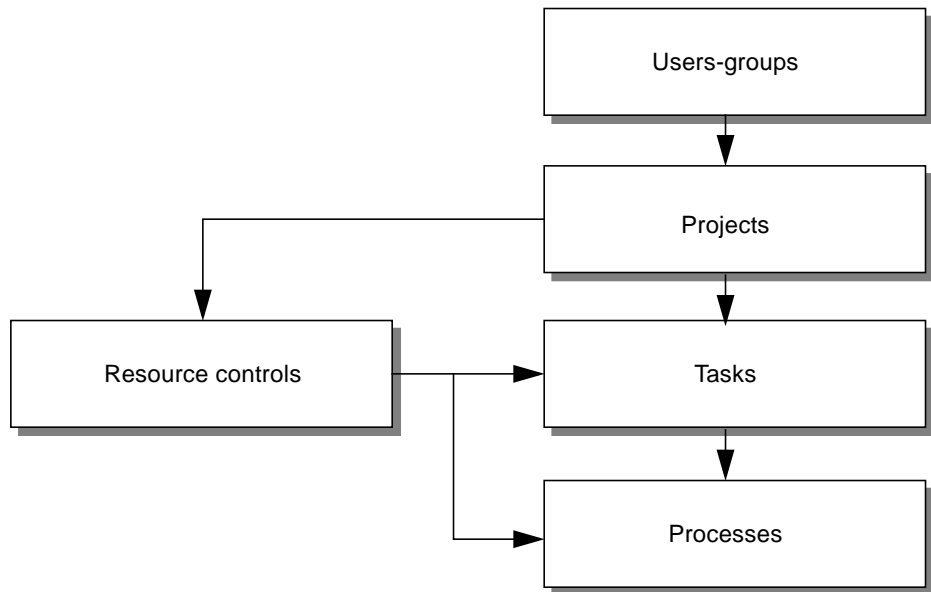 Users-groups
Projects
Resource controls
Tasks
Processes